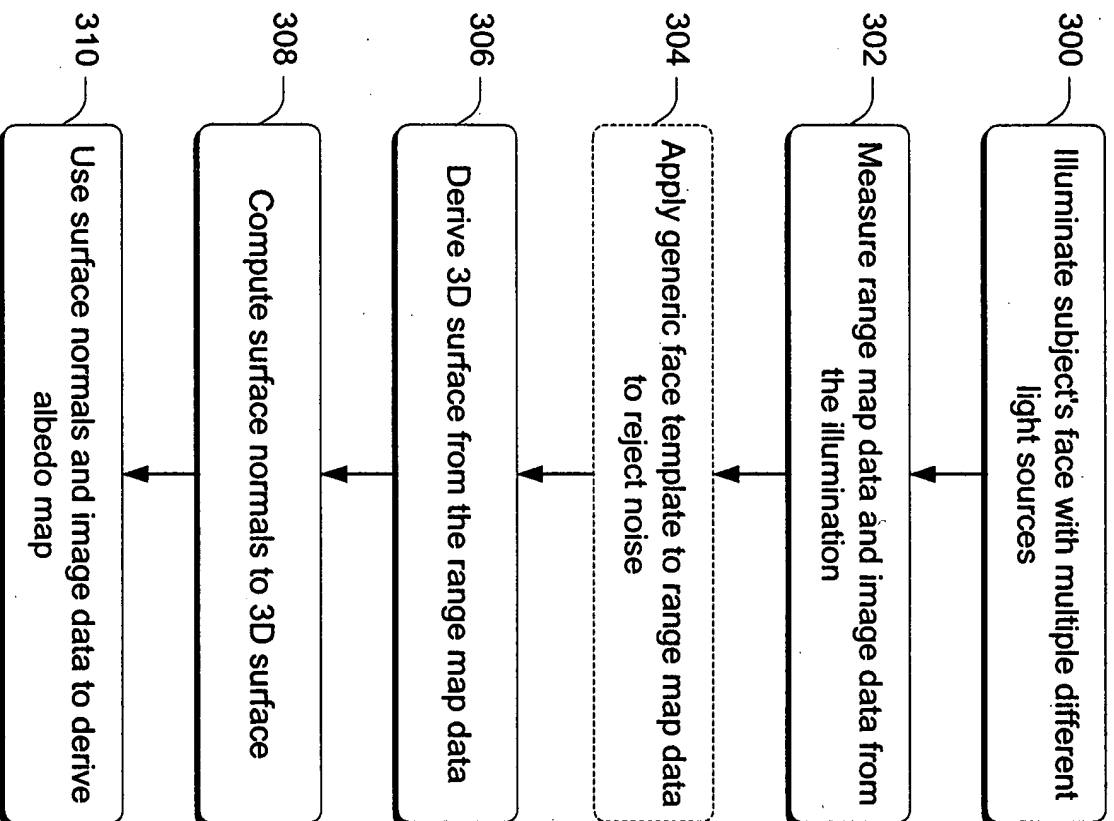 300
Illuminate subject's face with multiple different
light sources
302
Measure range map data and image data from
the illumination
304
Apply generic face template to range map data
to reject noise
306
Derive 3D surface from the range map data
308
Compute surface normals to 3D surface
310
Use surface normals and image data to derive
albedo map